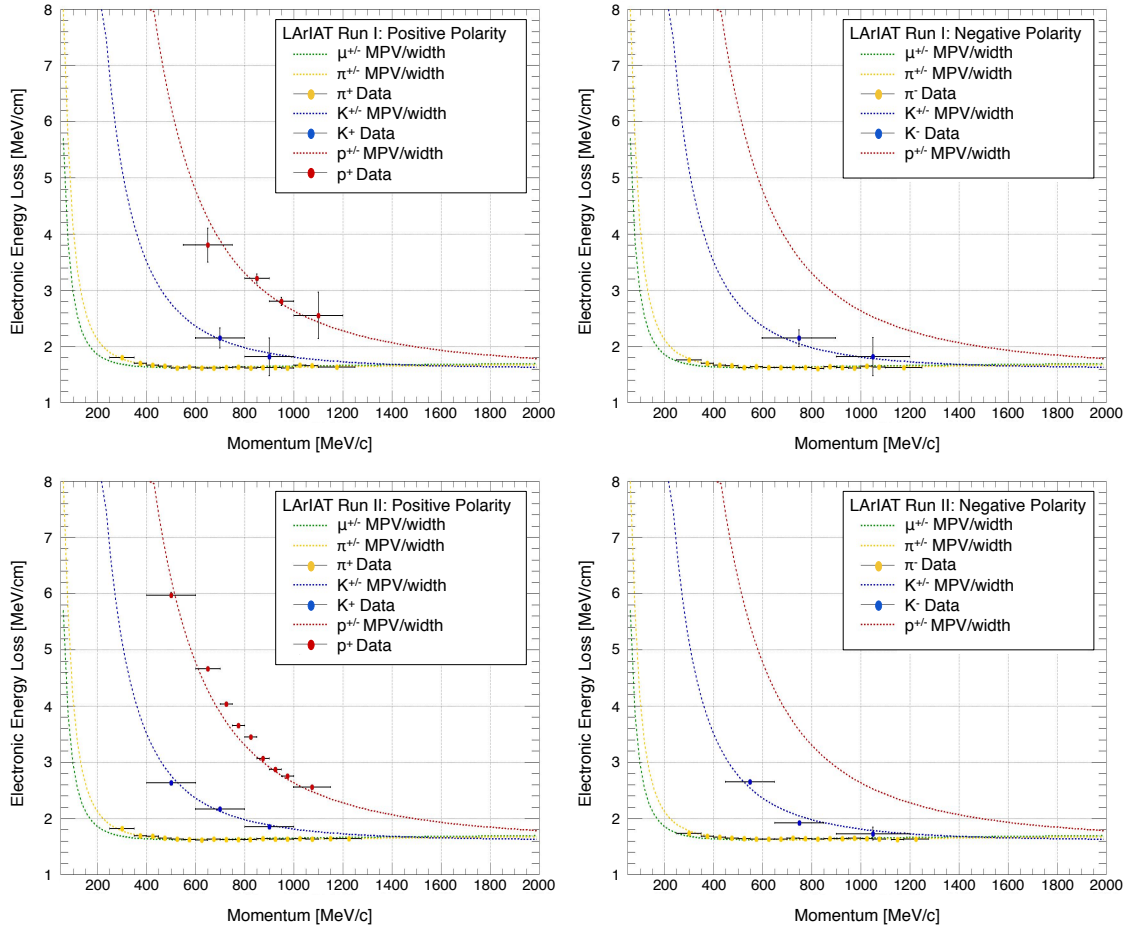 LArIAT Run I: Positive Polarity
μ+/- MPV/width
π+/- MPV/width
π+ Data
K+/- MPV/width
K+ Data
p+/- MPV/width
p+ Data
Electronic Energy Loss [MeV/cm]
8
7
6
5
4
3
2
1
200 400 600 800 1000 1200 1400 1600 1800 2000
Momentum [MeV/c]
LArIAT Run I: Negative Polarity
μ+/- MPV/width
π+/- MPV/width
π- Data
K+/- MPV/width
K- Data
p+/- MPV/width
Electronic Energy Loss [MeV/cm]
8
7
6
5
4
3
2
1
200 400 600 800 1000 1200 1400 1600 1800 2000
Momentum [MeV/c]
LArIAT Run II: Positive Polarity
μ+/- MPV/width
π+/- MPV/width
π+ Data
K+/- MPV/width
K+ Data
p+/- MPV/width
p+ Data
Electronic Energy Loss [MeV/cm]
8
7
6
5
4
3
2
1
200 400 600 800 1000 1200 1400 1600 1800 2000
Momentum [MeV/c]
LArIAT Run II: Negative Polarity
μ+/- MPV/width
π+/- MPV/width
π- Data
K+/- MPV/width
K- Data
p+/- MPV/width
Electronic Energy Loss [MeV/cm]
8
7
6
5
4
3
2
1
200 400 600 800 1000 1200 1400 1600 1800 2000
Momentum [MeV/c]